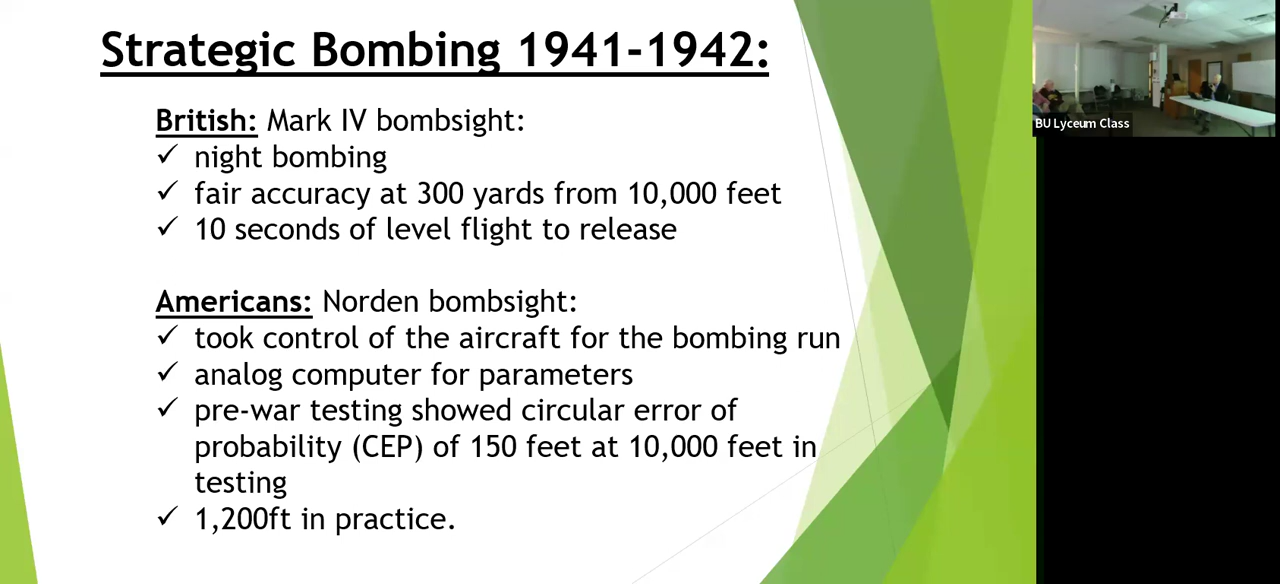 Strategic Bombing 1941-1942:
British: Mark IV bombsight:
✓ night bombing
✓ fair accuracy at 300 yards from 10,000 feet
✓ 10 seconds of level flight to release
Americans: Norden bombsight:
✓ took control of the aircraft for the bombing run
✓ analog computer for parameters
✓ pre-war testing showed circular error of
probability (CEP) of 150 feet at 10,000 feet in
testing
✓ 1,200ft in practice.
BU Lyceum Class